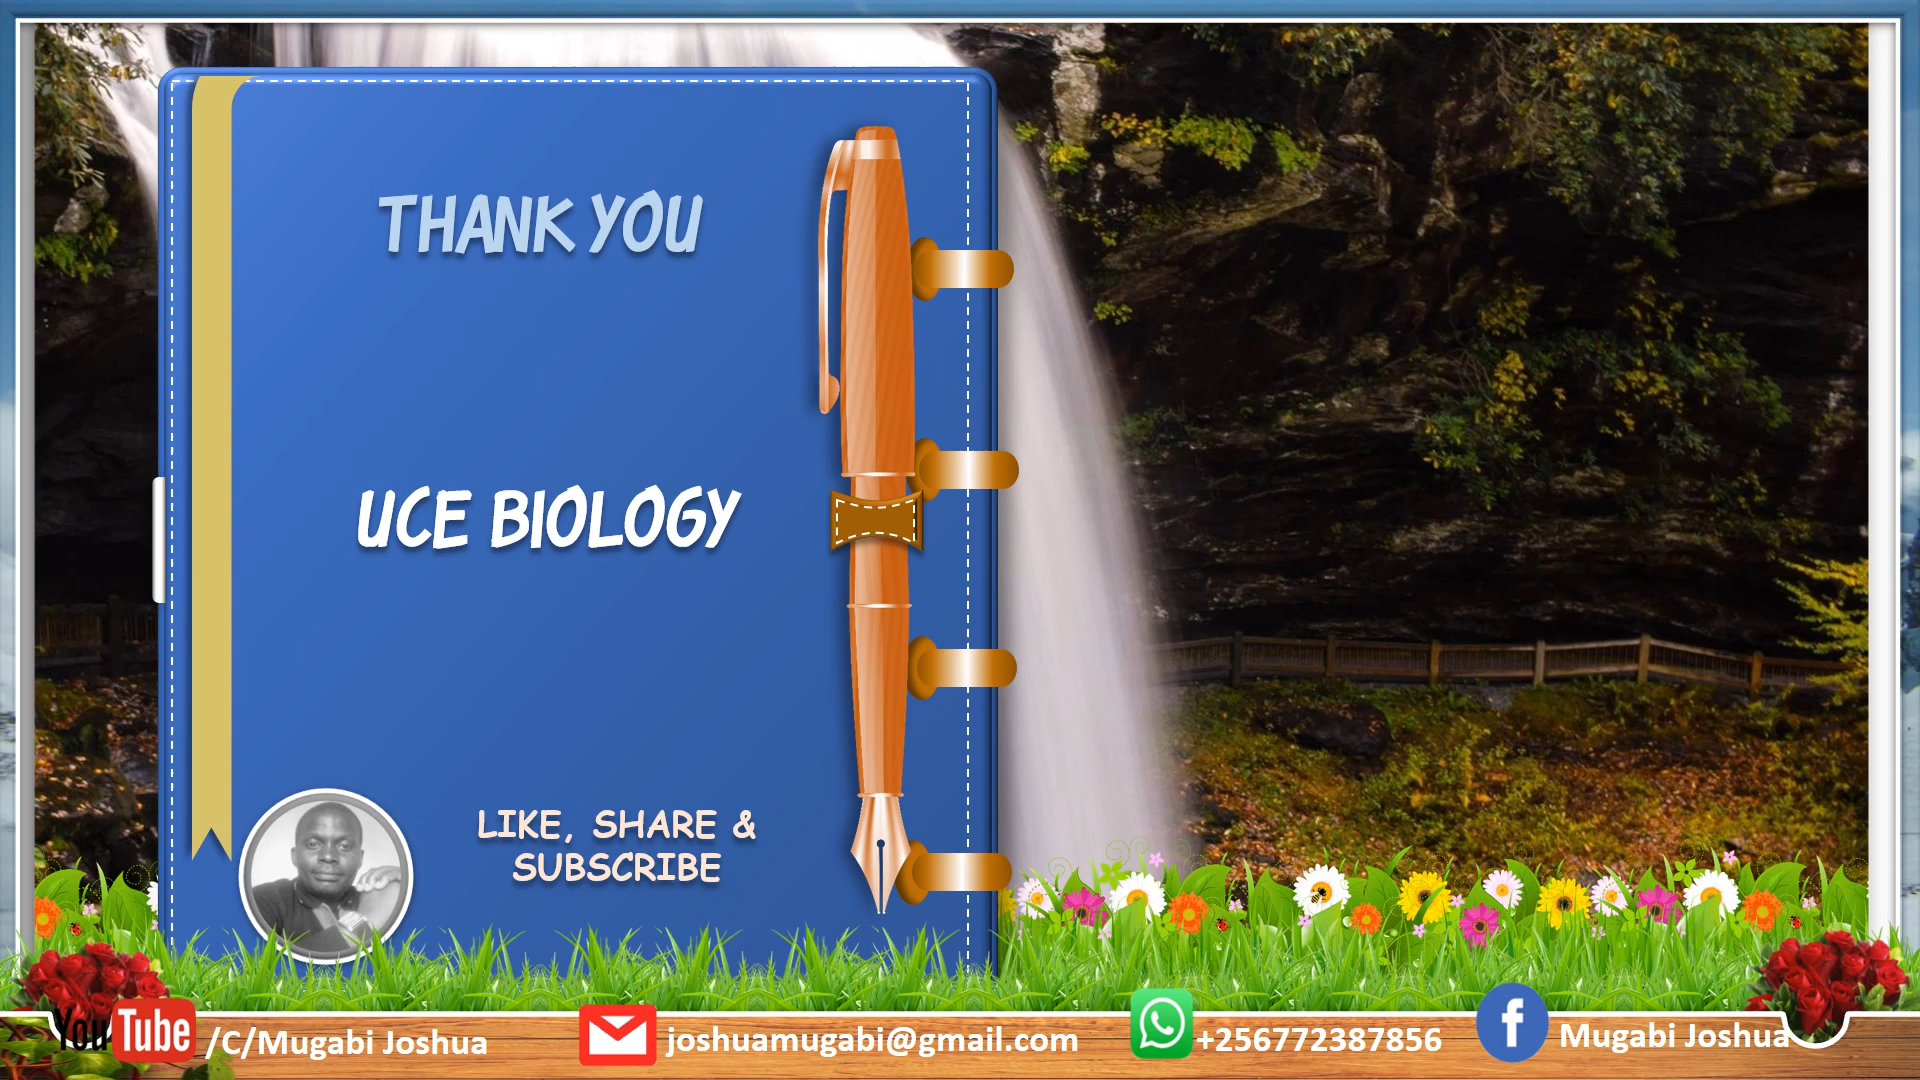 THANK YOU
UCE BIOLOGY
LIKE, SHARE &
SUBSCRIBE
YouTube /C/Mugabi Joshua
joshuamugabi@gmail.com
+256772387856
f Mugabi Joshua